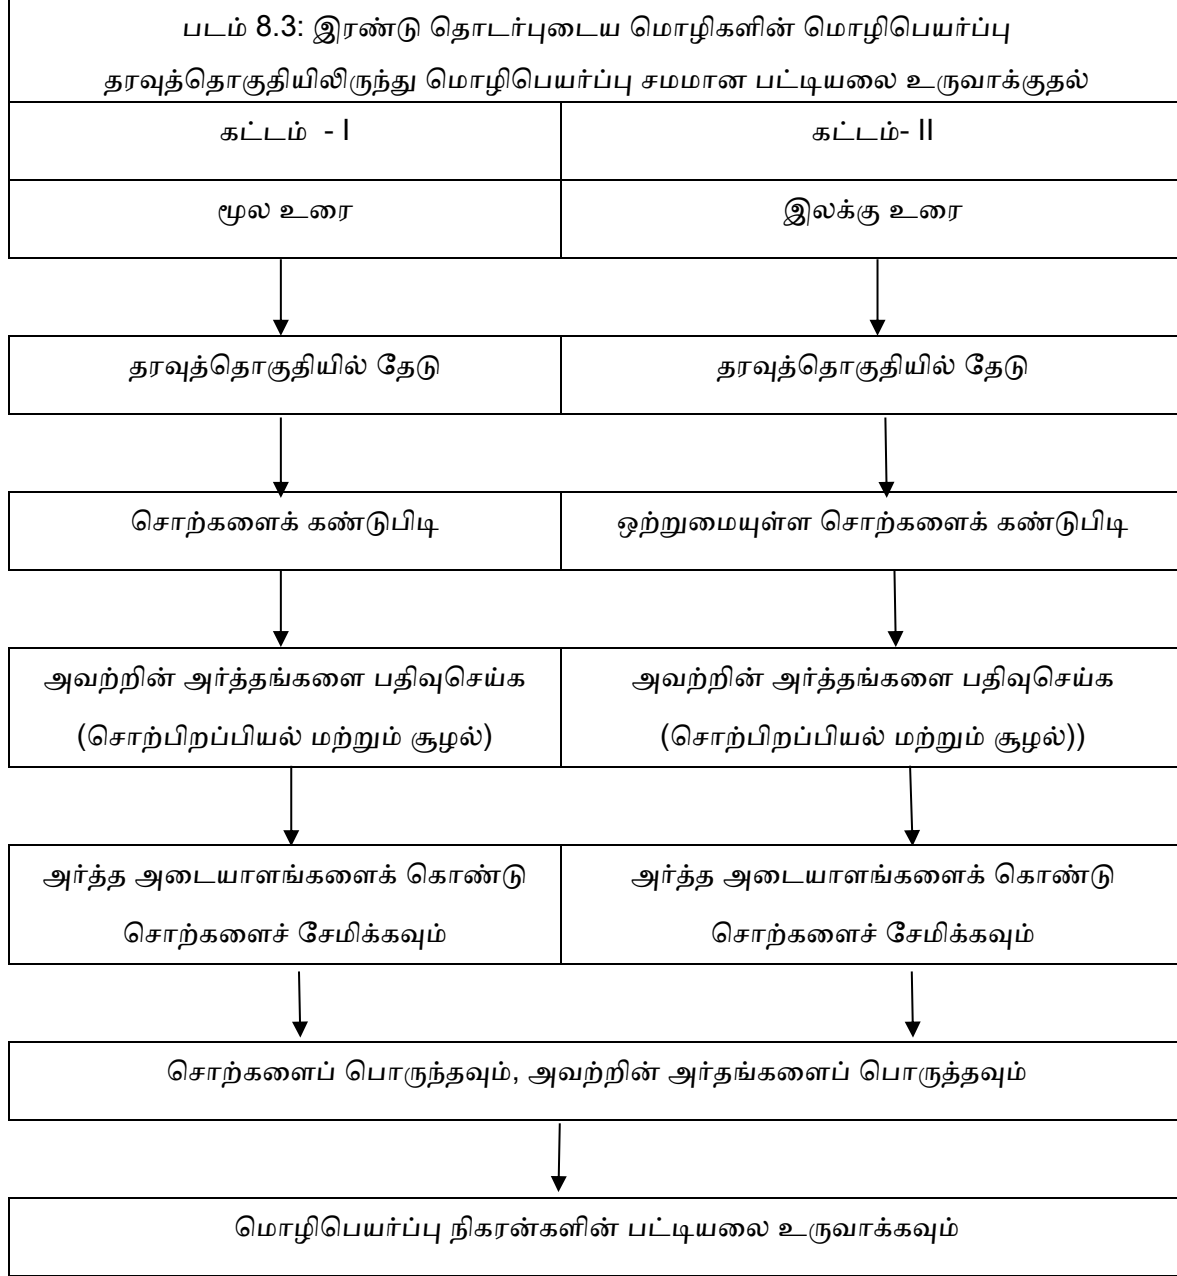 படம் 8.3: இரண்டு தொடர்புடைய மொழிகளின் மொழிபெயர்ப்பு
தரவுத்தொகுதியிலிருந்து மொழிபெயர்ப்பு சமமான பட்டியலை உருவாக்குதல்
கட்டம் - I
கட்டம்- II
மூல உரை
இலக்கு உரை
தரவுத்தொகுதியில் தேடு
தரவுத்தொகுதியில் தேடு
சொற்களைக் கண்டுபிடி
ஒற்றுமையுள்ள சொற்களைக் கண்டுபிடி
அவற்றின் அர்த்தங்களை பதிவுசெய்க
(சொற்பிறப்பியல் மற்றும் சூழல்)
அவற்றின் அர்த்தங்களை பதிவுசெய்க
(சொற்பிறப்பியல் மற்றும் சூழல்))
அர்த்த அடையாளங்களைக் கொண்டு
சொற்களைச் சேமிக்கவும்
அர்த்த அடையாளங்களைக் கொண்டு
சொற்களைச் சேமிக்கவும்
சொற்களைப் பொருந்தவும், அவற்றின் அர்தங்களைப் பொருத்தவும்
மொழிபெயர்ப்பு நிகரன்களின் பட்டியலை உருவாக்கவும்